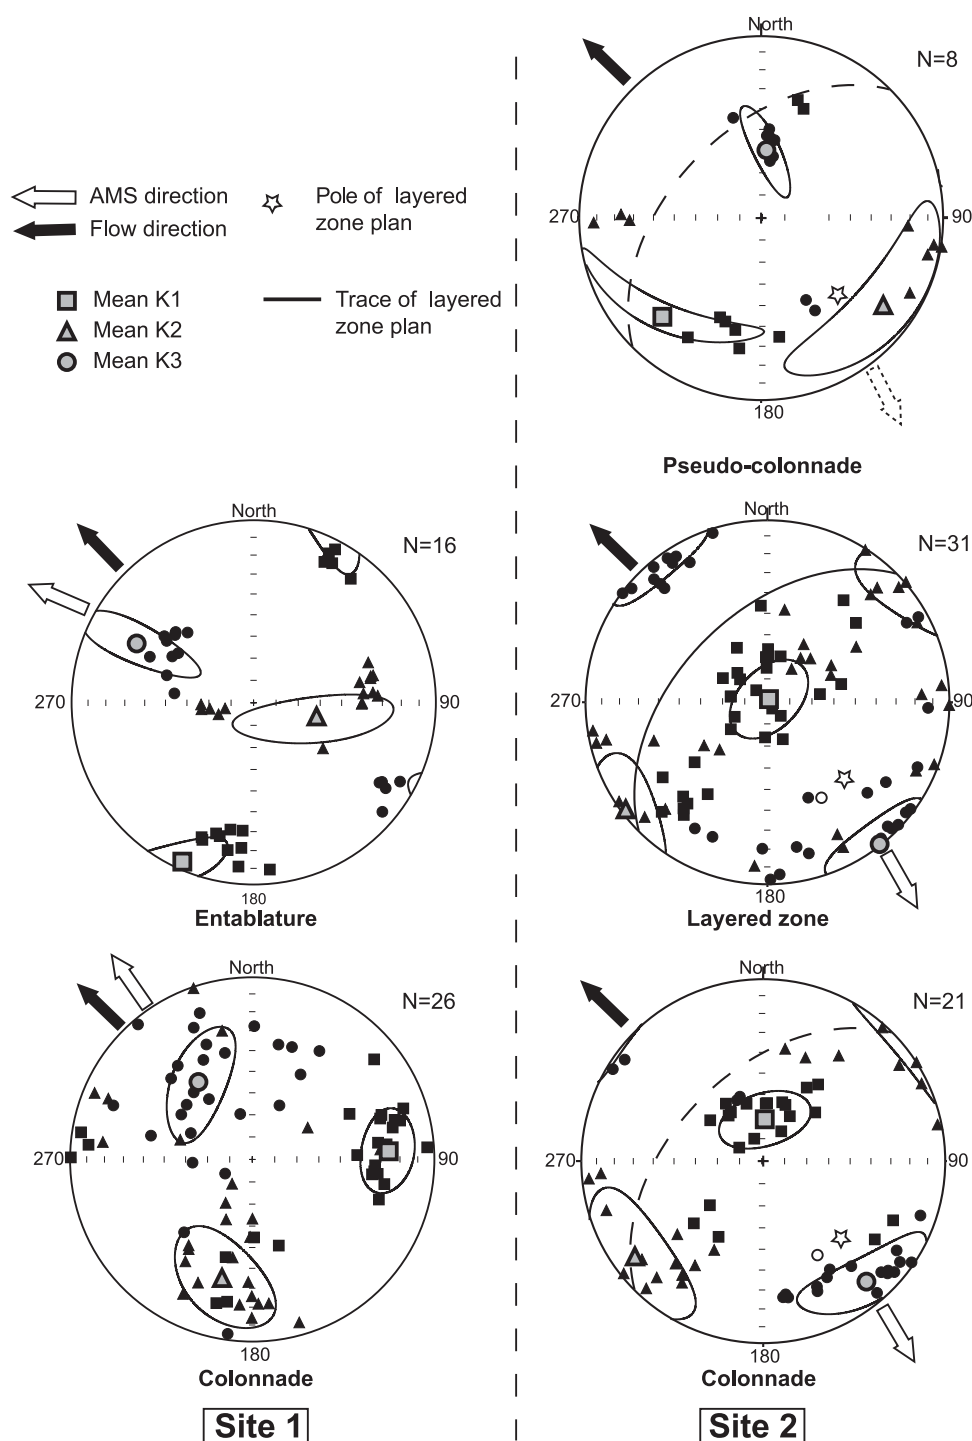 North
N=8
AMS direction
Flow direction
Pole of layered
zone plan
270
90
Mean K1
Mean K2
Mean K3
Trace of layered
zone plan
180
Pseudo-colonnade
North
N=16
270
90
180
Entablature
North
N=31
270
90
180
Layered zone
North
N=26
270
90
180
Colonnade
Site 1
North
N=21
270
90
180
Colonnade
Site 2